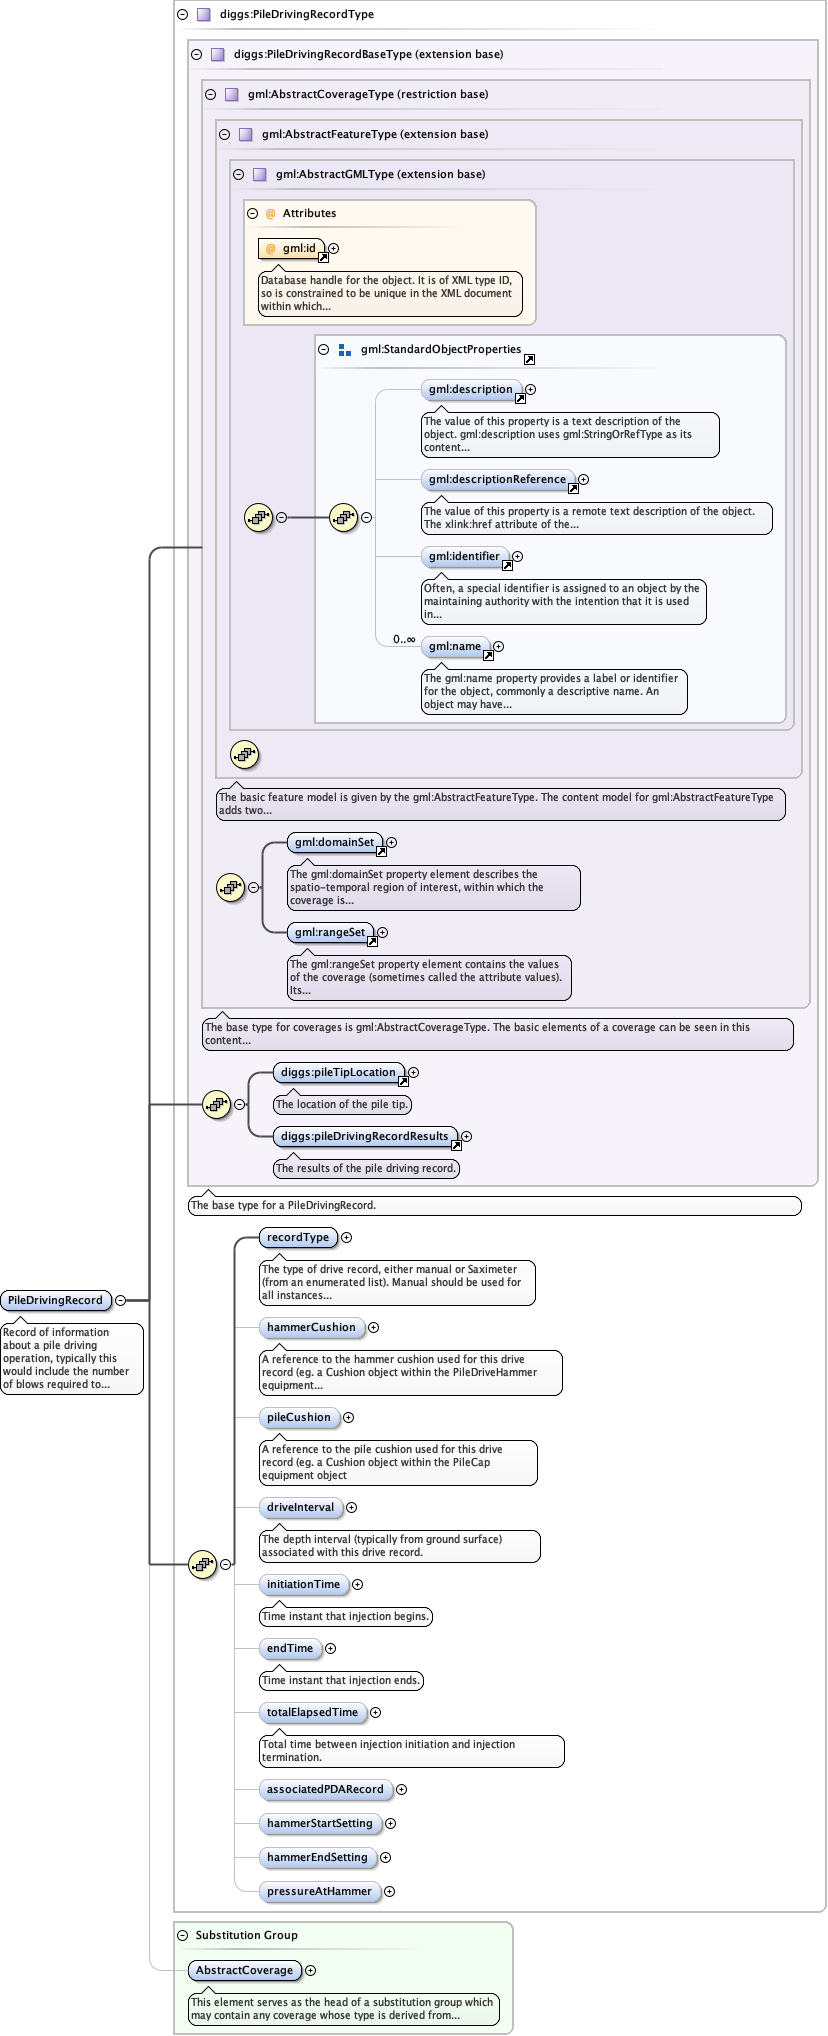 diggs:PileDrivingRecordType
diggs:PileDrivingRecordBaseType (extension base)
gml:AbstractCoverageType (restriction base)
gml:AbstractFeatureType (extension base)
gml:AbstractGMLType (extension base)
@ Attributes
@ gml:id
Database handle for the object. It is of XML type ID,
so is constrained to be unique in the XML document
within which...
gml:StandardObjectProperties
gml:description
The value of this property is a text description of the
object. gml:description uses gml:StringOrRefType as its
content...
gml:descriptionReference
The value of this property is a remote text description of the object.
The xlink:href attribute of the...
gml:identifier
Often, a special identifier is assigned to an object by the
maintaining authority with the intention that it is used
in...
0..∞
gml:name
The gml:name property provides a label or identifier
for the object, commonly a descriptive name. An
object may have...
The basic feature model is given by the gml:AbstractFeatureType. The content model for gml:AbstractFeatureType
adds two...
gml:domainSet
The gml:domainSet property element describes the
spatio-temporal region of interest, within which the
coverage is...
gml:rangeSet
The gml:rangeSet property element contains the values
of the coverage (sometimes called the attribute values).
Its...
The base type for coverages is gml:AbstractCoverageType. The basic elements of a coverage can be seen in this
content...
diggs:pileTipLocation
The location of the pile tip.
diggs:pileDrivingRecordResults
The results of the pile driving record.
The base type for a PileDrivingRecord.
PileDrivingRecord
Record of information
about a pile driving
operation, typically this
would include the number
of blows required to...
recordType
The type of drive record, either manual or Saximeter
(from an enumerated list). Manual should be used for
all instances...
hammerCushion
A reference to the hammer cushion used for this drive
record (eg. a Cushion object within the PileDriveHammer
equipment...
pileCushion
A reference to the pile cushion used for this drive
record (eg. a Cushion object within the PileCap
equipment object
driveInterval
The depth interval (typically from ground surface)
associated with this drive record.
initiationTime
Time instant that injection begins.
endTime
Time instant that injection ends.
totalElapsedTime
Total time between injection initiation and injection
termination.
associatedPDARecord
hammerStartSetting
hammerEndSetting
pressureAtHammer
Substitution Group
AbstractCoverage
This element serves as the head of a substitution group which
may contain any coverage whose type is derived from...